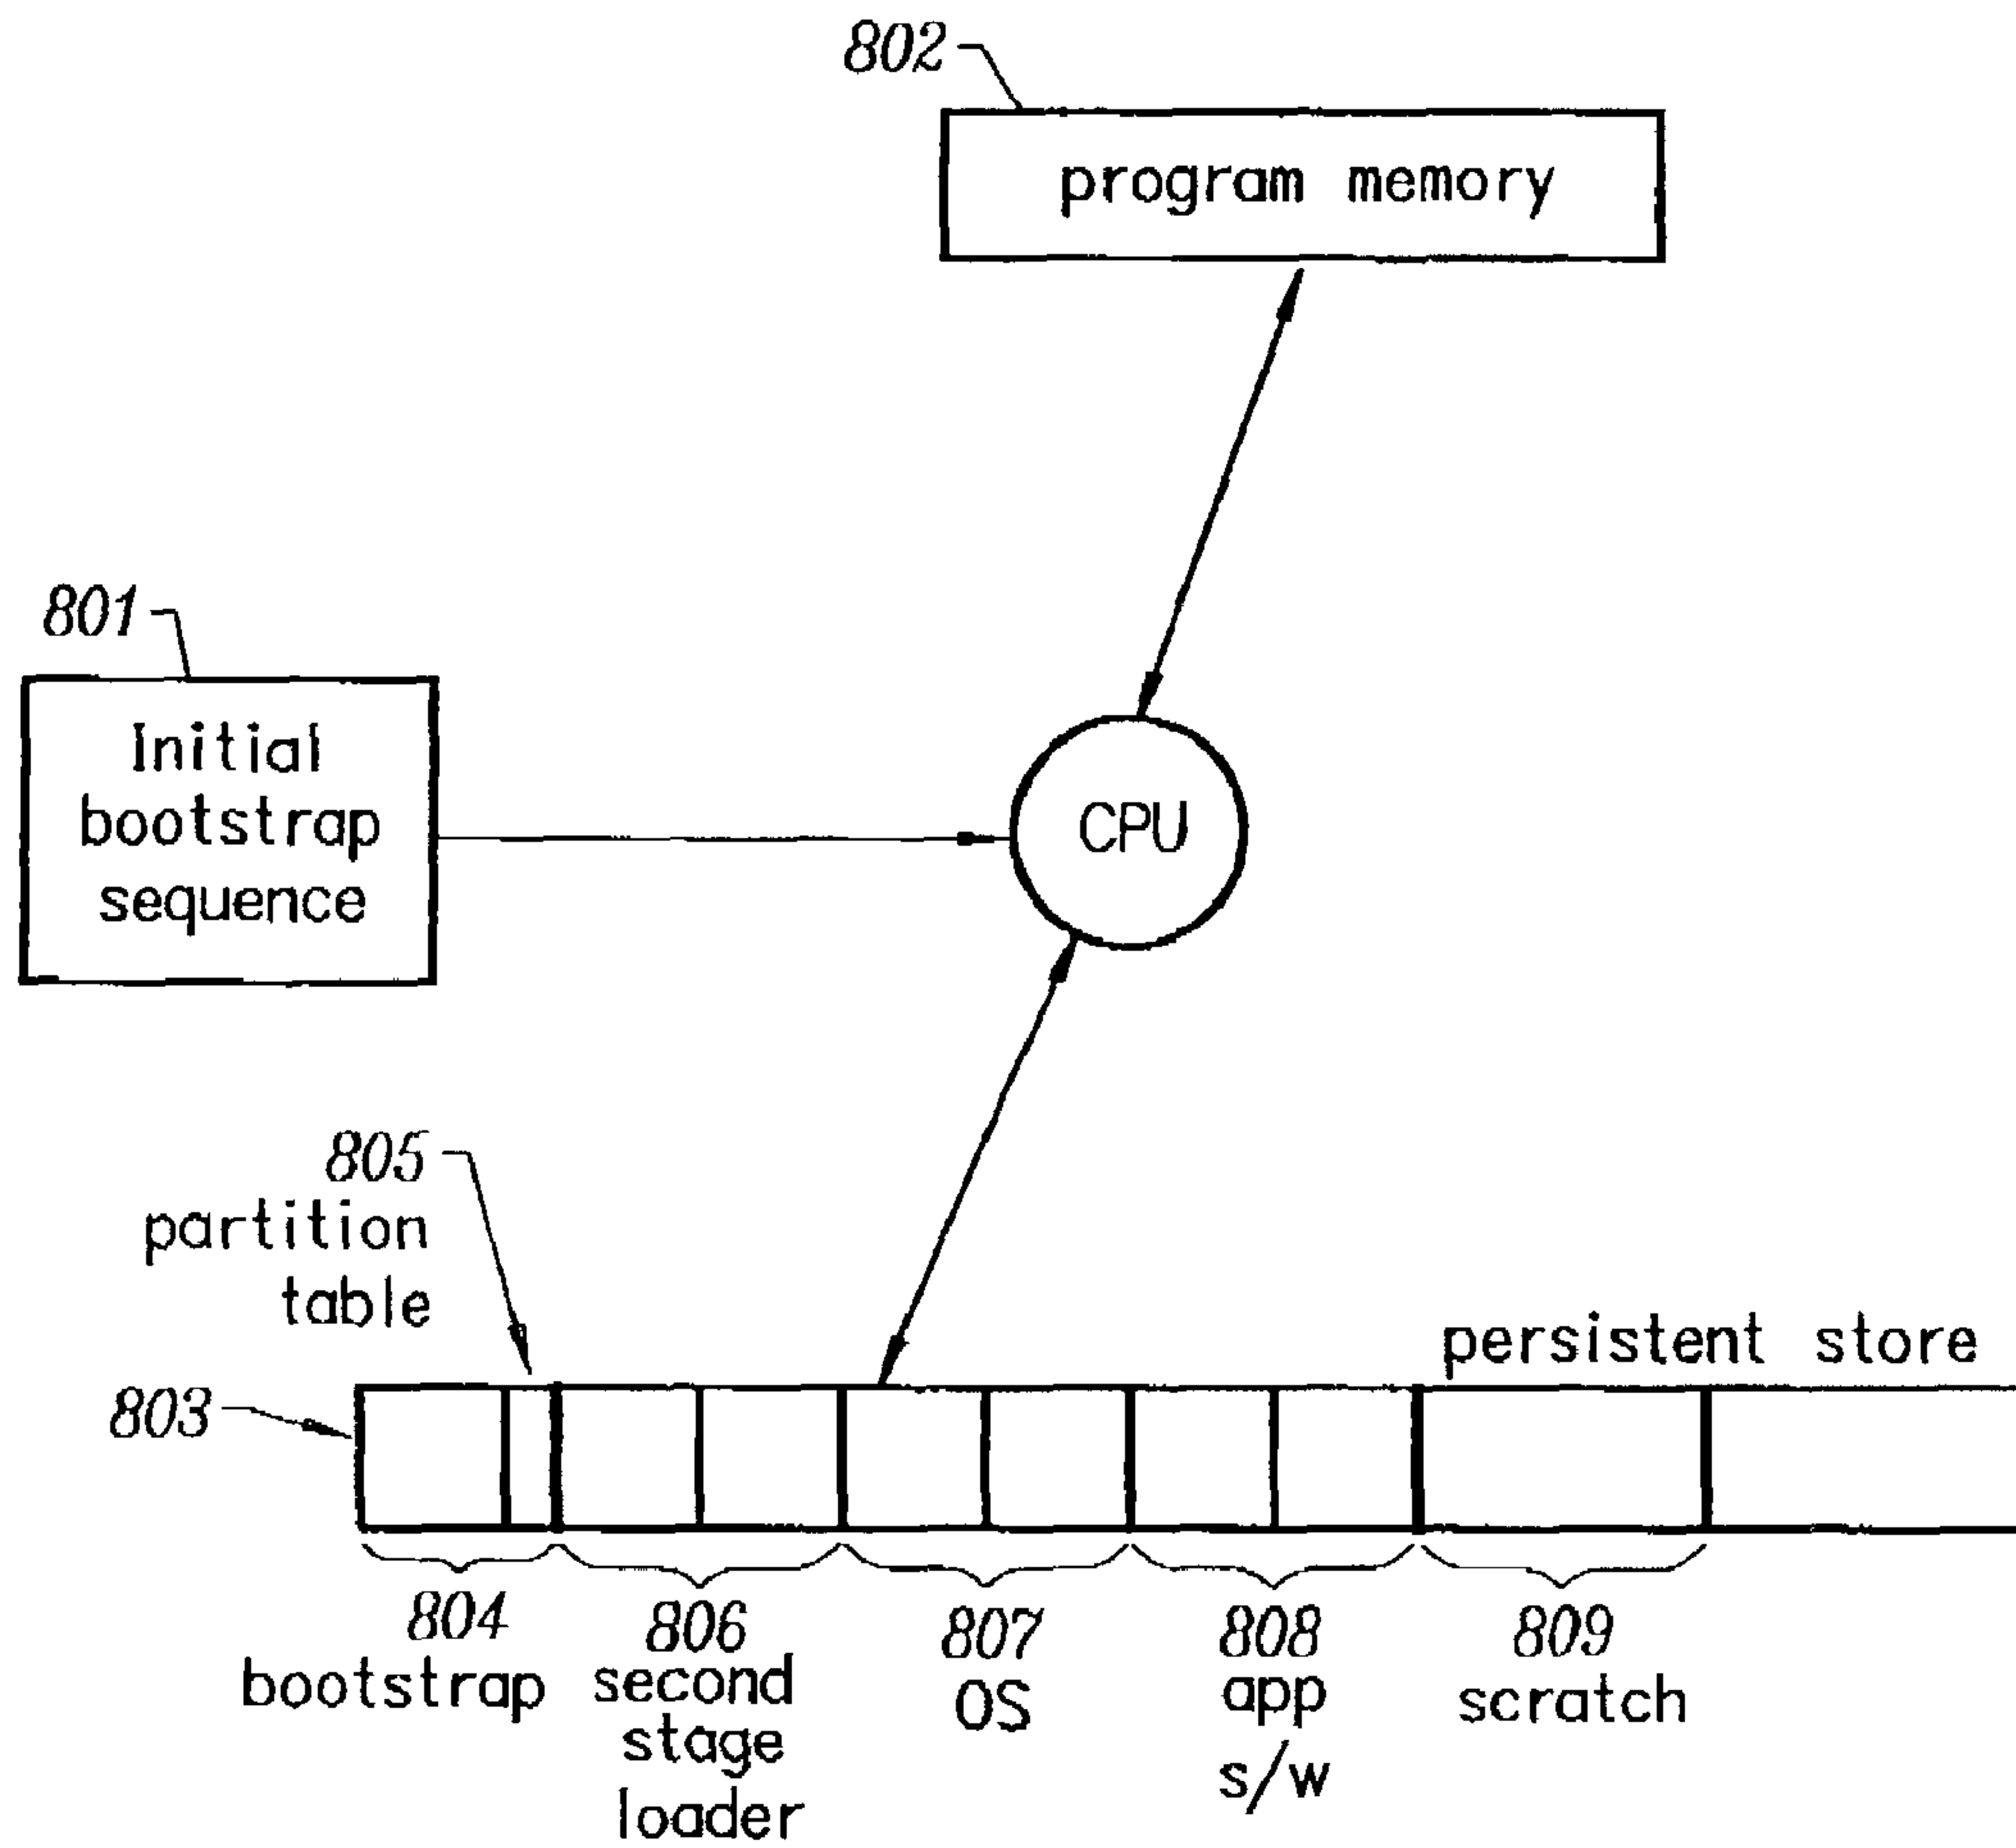 802
program memory
801
Initial
bootstrap
sequence
CPU
805
partition
table
persistent store
803
804
bootstrap
806
second
stage
loader
807
OS
808
app
s/w
809
scratch